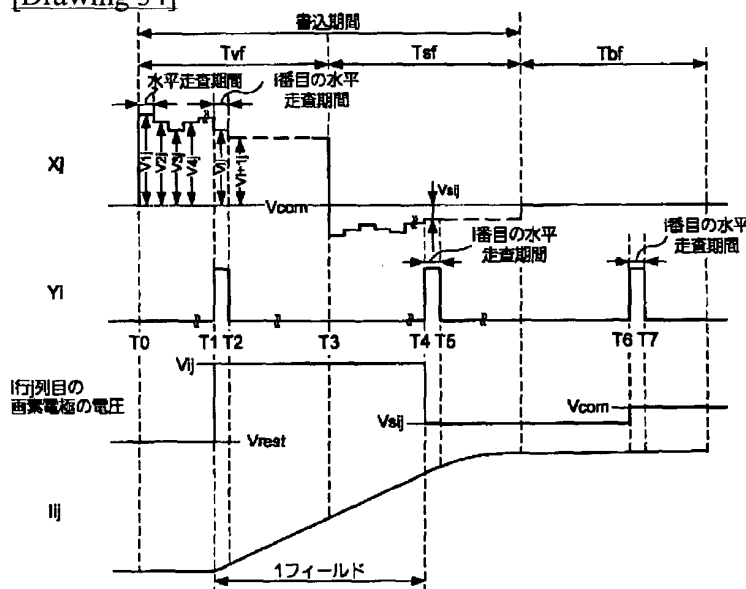 [Drawing 34]
書込期間
Tvf
Tsf
Tbf
水平走査期間
i番目の水平
走査期間
Xj
V1j
V2j
V3j
V4j
Vij
Vi+1j
Vcom
Vsij
i番目の水平
走査期間
i番目の水平
走査期間
Yi
T0
T1
T2
T3
T4
T5
T6
T7
i行j列目の
画素電極の電圧
Vij
Vrest
Vsij
Vcom
Iij
1フィールド